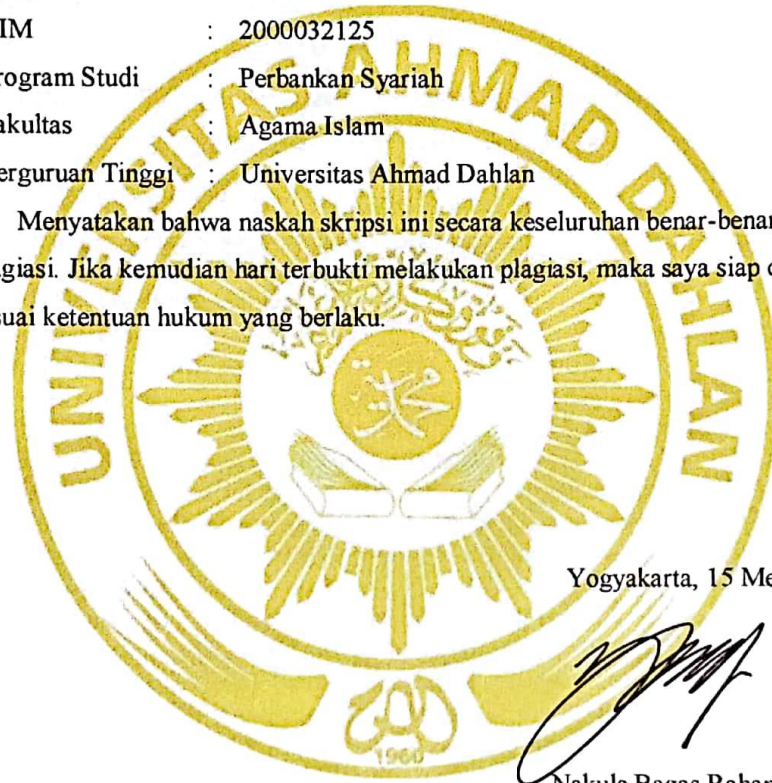 IM : 2000032125
rogram Studi : Perbankan Syariah
akultas : Agama Islam
erguruan Tinggi : Universitas Ahmad Dahlan
Menyatakan bahwa naskah skripsi ini secara keseluruhan benar-benar
giasi. Jika kemudian hari terbukti melakukan plagiasi, maka saya siap
suai ketentuan hukum yang berlaku.
UNIVERSITAS AHMAD DAHLAN
محمد
1960
Yogyakarta, 15 Me
Nakula Bagas